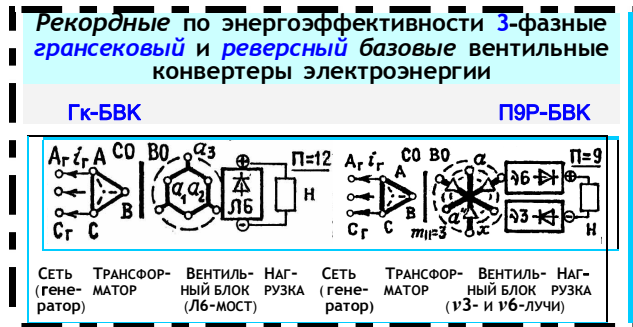 Рекордные по энергоэффективности 3-фазные
грансековый и реверсный базовые вентильные
конвертеры электроэнергии
Гк-БВК П9Р-БВК
Aг iг A СО ВО a3 ⊕ П=12
a1 a2 Л6 Н
B
Cг C ⊖
Aг iг A СО ВО a П=9
B a
Cг C mII=3 x
λ6 ⊕
λ3 ⊖ Н
Сеть Трансфор- Вентиль- Наг-
(гене- матор ный блок рузка
ратор) (Л6-мост)
Сеть Трансфор- Вентиль- Наг-
(гене- матор ный блок рузка
ратор) (ν3- и ν6-лучи)